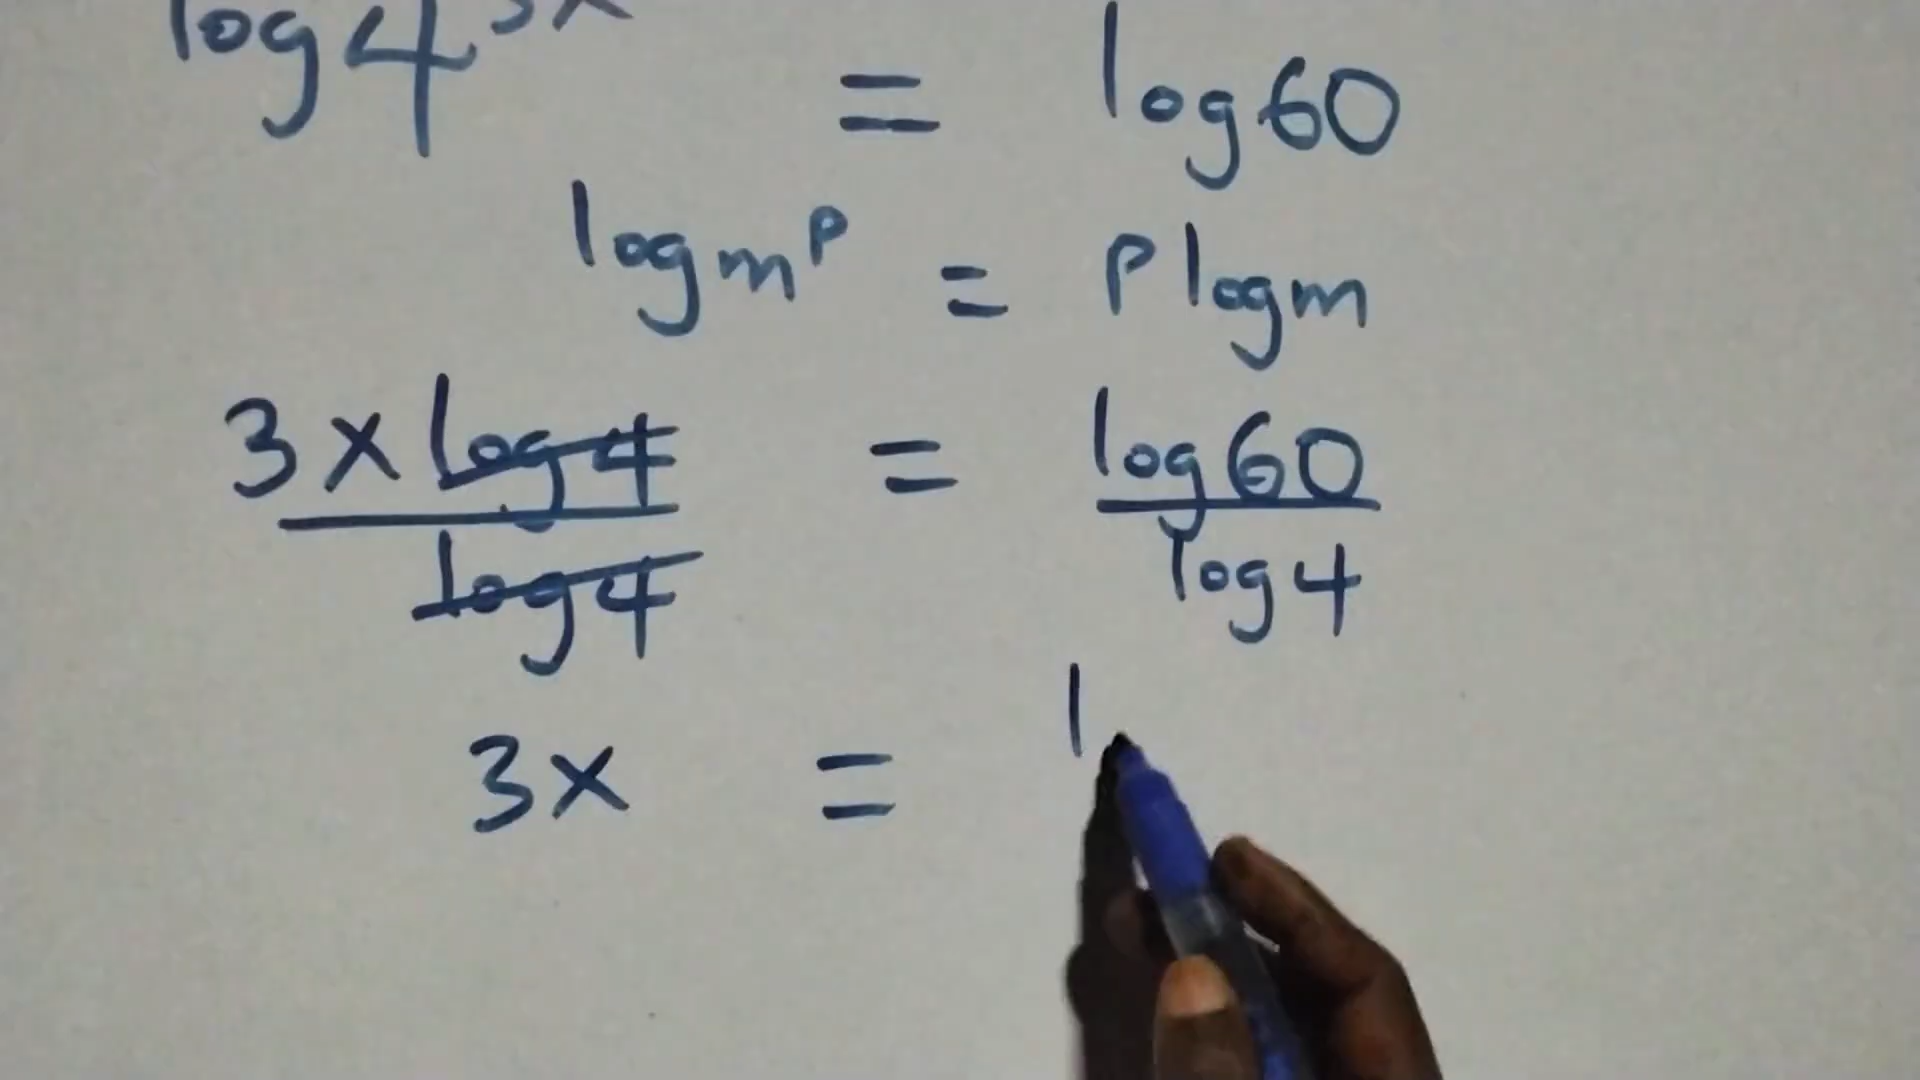 log 4^3x = log 60
log m^p = p log m
3x log 4 / log 4 = log 60 / log 4
3x = l